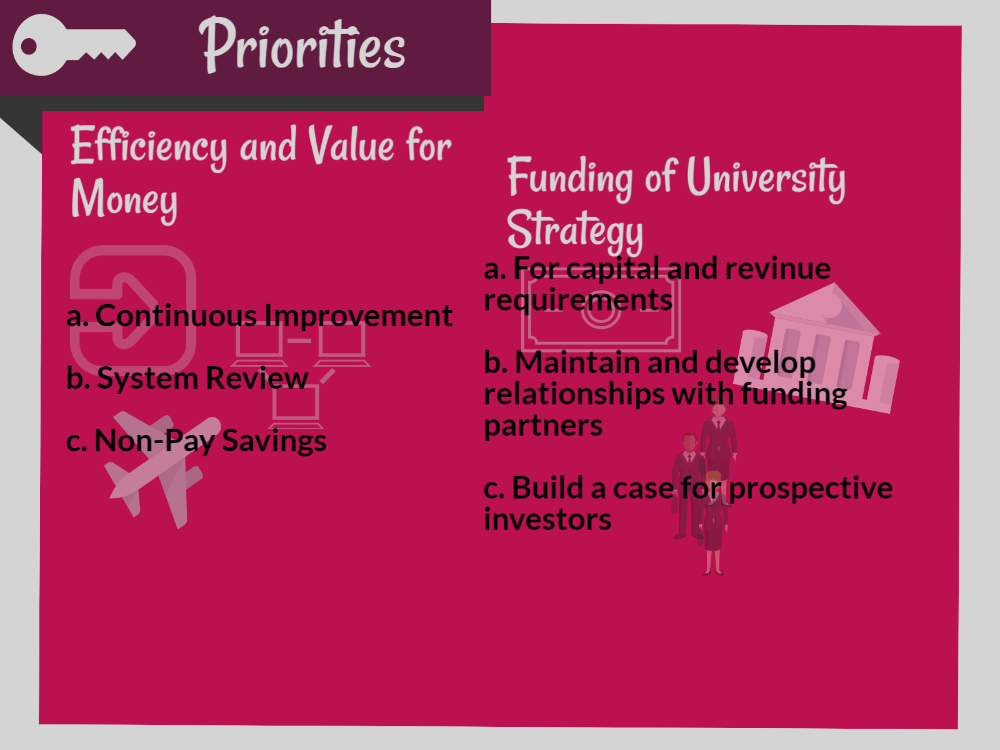 Priorities
Efficiency and Value for
Money
a. Continuous Improvement
b. System Review
c. Non-Pay Savings
Funding of University
Strategy
a. For capital and revinue
requirements
b. Maintain and develop
relationships with funding
partners
c. Build a case for prospective
investors